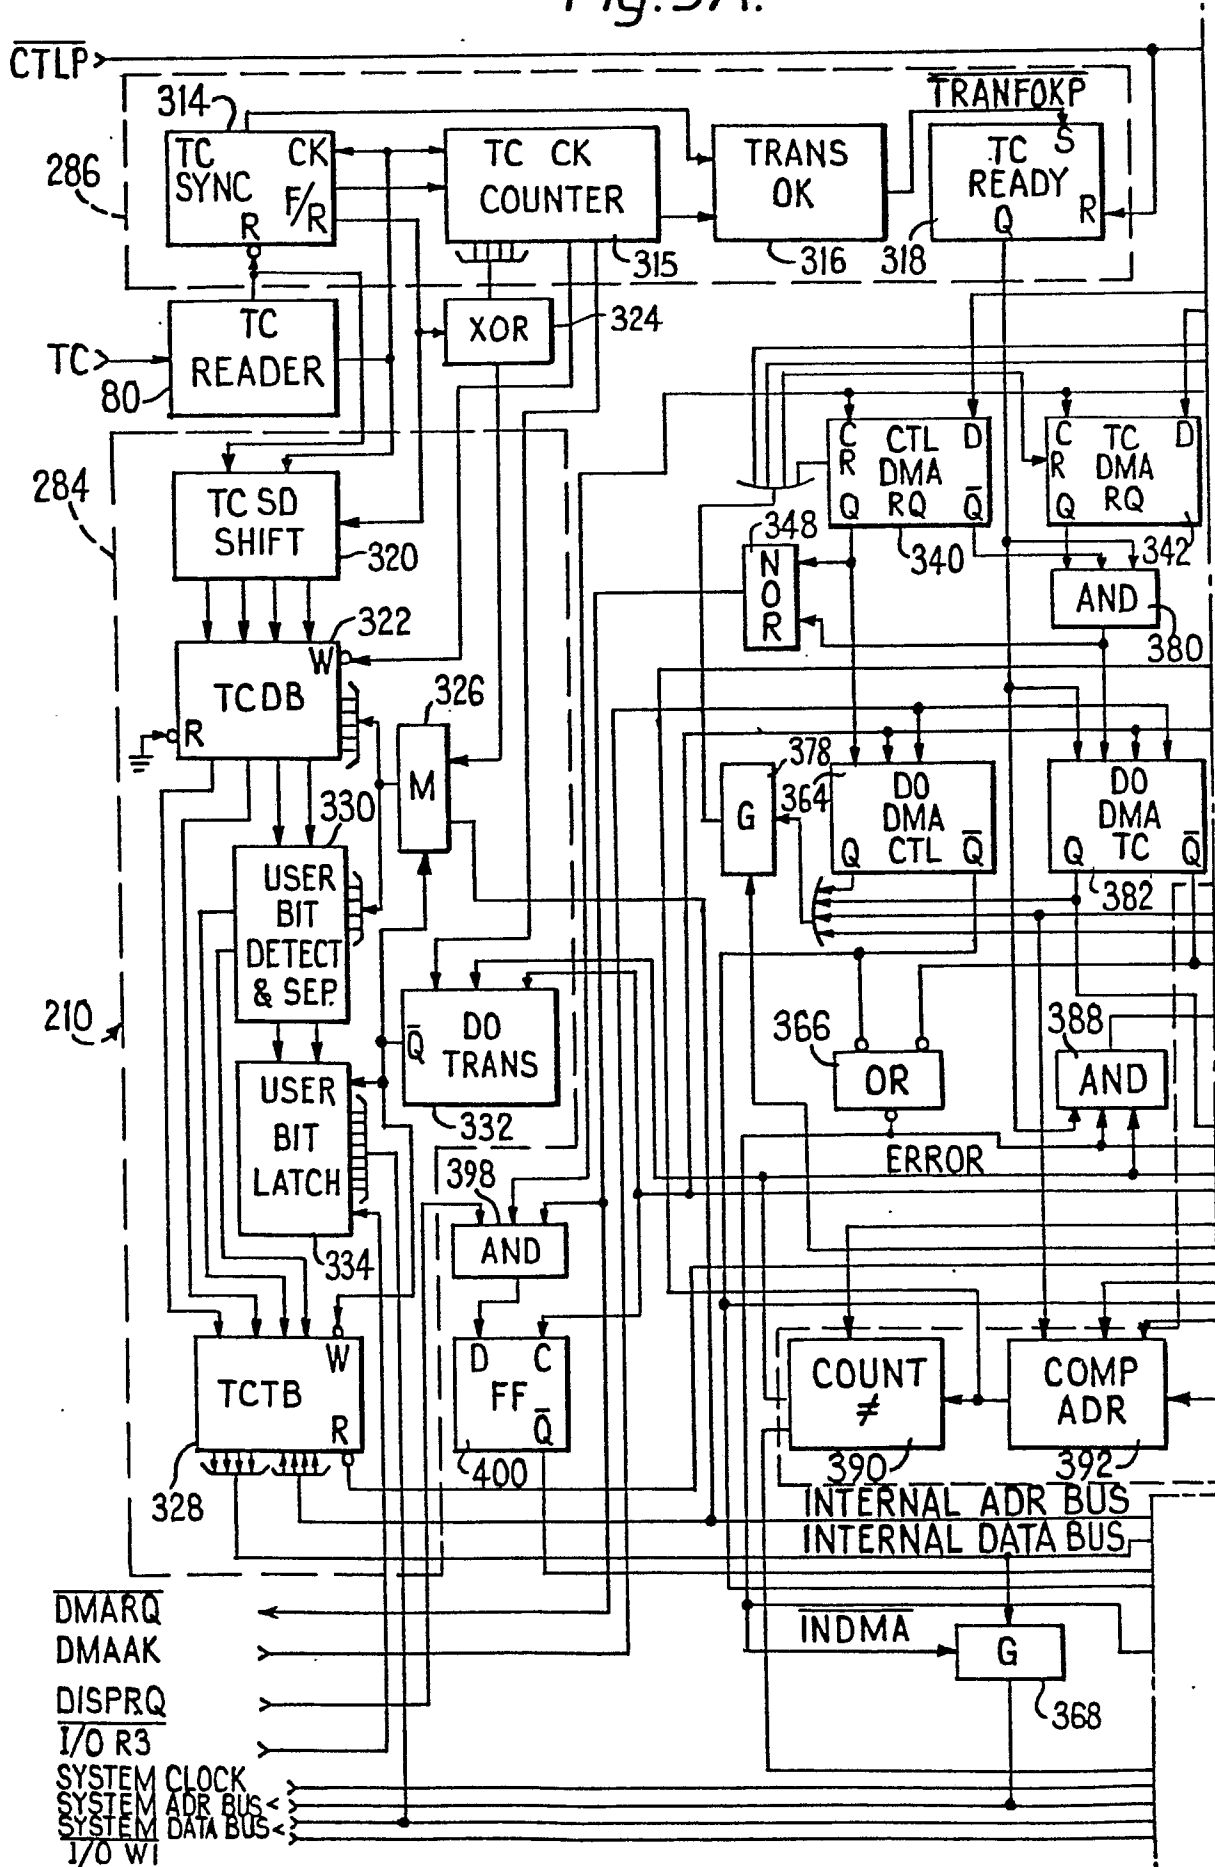 Fig. 5A.
CTLP
TRANFOKP
314
286
TC SYNC
CK
F/R
R
TC CK COUNTER
315
TRANS OK
316
S
TC READY
Q
R
318
TC
TC READER
80
XOR
324
284
TC SD SHIFT
320
C
CTL DMA RQ
D
R
Q
Q
340
C
TC DMA RQ
D
R
Q
342
348
NOR
AND
380
322
W
TCDB
R
326
M
378
G
364
DO DMA CTL
Q
Q
DO DMA TC
Q
Q
382
330
USER BIT DETECT & SEP.
210
Q
DO TRANS
332
366
OR
388
AND
ERROR
USER BIT LATCH
334
398
AND
W
TCTB
R
328
D
C
FF
Q
400
COUNT ≠
390
COMP ADR
392
INTERNAL ADR BUS
INTERNAL DATA BUS
DMARQ
DMAAK
DISPRQ
I/O R3
INDMA
G
368
SYSTEM CLOCK
SYSTEM ADR BUS
SYSTEM DATA BUS
I/O W1